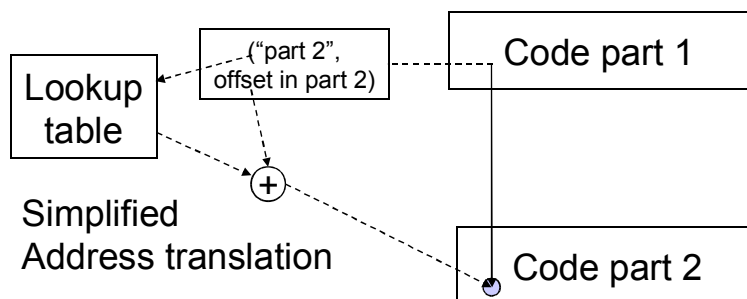 (“part 2”,
offset in part 2)
Code part 1
Lookup
table
+
Simplified
Address translation
Code part 2